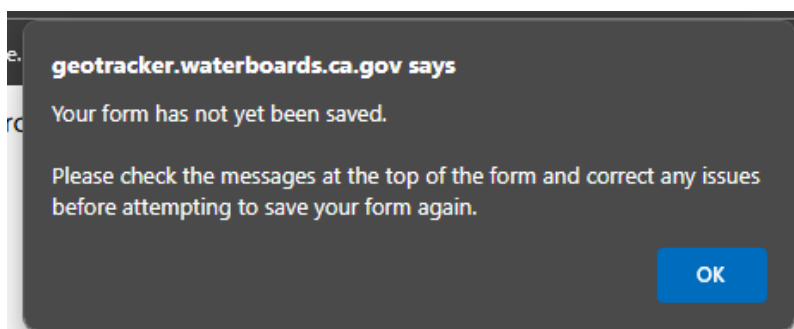 e.
rc
geotracker.waterboards.ca.gov says
Your form has not yet been saved.
Please check the messages at the top of the form and correct any issues
before attempting to save your form again.
OK